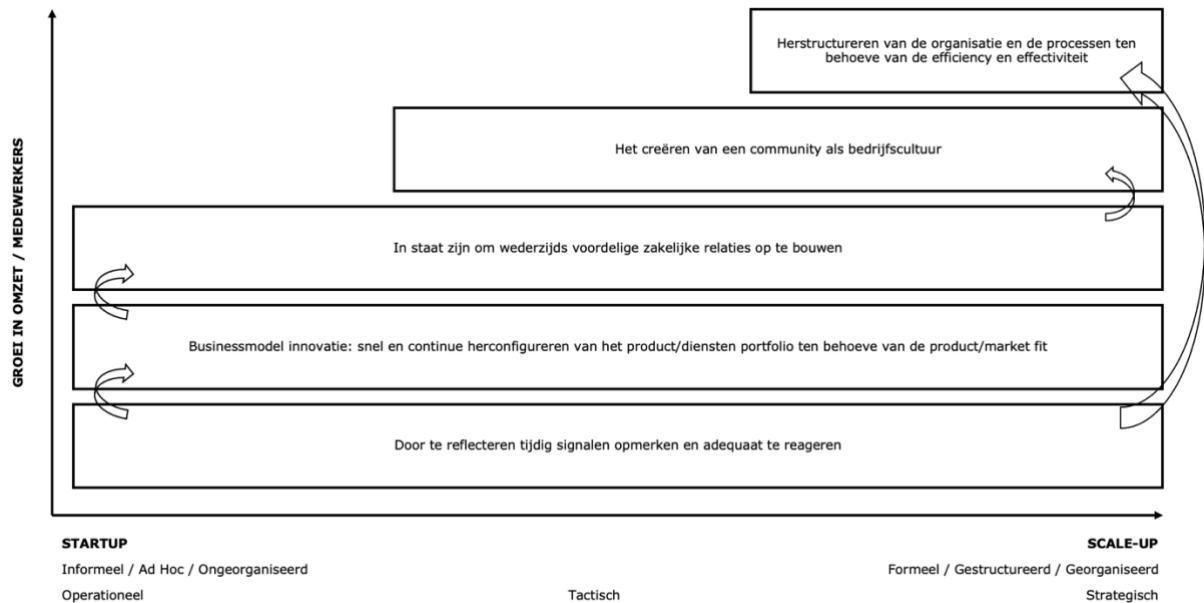 Herstructureren van de organisatie en de processen ten
behoeve van de efficiency en effectiviteit
Het creëren van een community als bedrijfscultuur
In staat zijn om wederzijds voordelige zakelijke relaties op te bouwen
Businessmodel innovatie: snel en continue herconfigureren van het product/diensten portfolio ten behoeve van de product/market fit
Door te reflecteren tijdig signalen opmerken en adequaat te reageren
GROEI IN OMZET / MEDEWERKERS
STARTUP
SCALE-UP
Informeel / Ad Hoc / Ongeorganiseerd
Formeel / Gestructureerd / Georganiseerd
Operationeel
Tactisch
Strategisch